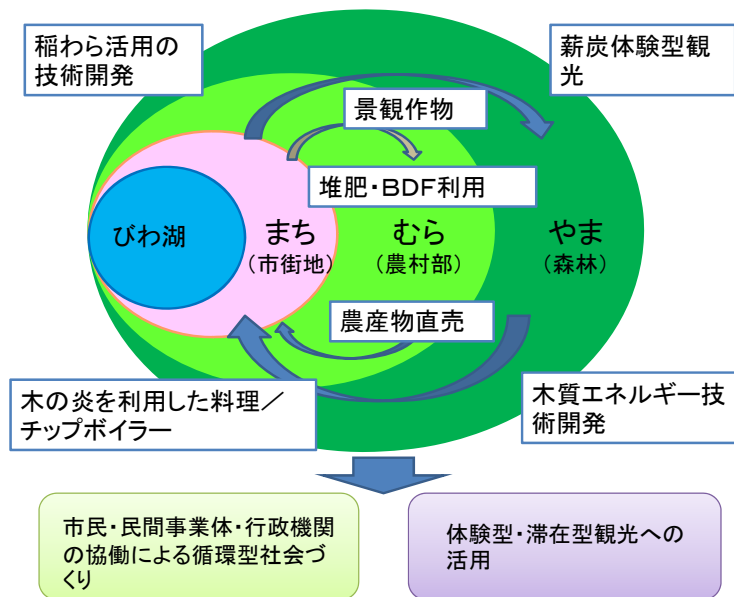 稲わら活用の
技術開発
薪炭体験型観
光
景観作物
堆肥・BDF利用
びわ湖
まち
(市街地)
むら
(農村部)
やま
(森林)
農産物直売
木の炎を利用した料理/
チップボイラー
木質エネルギー技
術開発
市民・民間事業体・行政機関
の協働による循環型社会づ
くり
体験型・滞在型観光への
活用